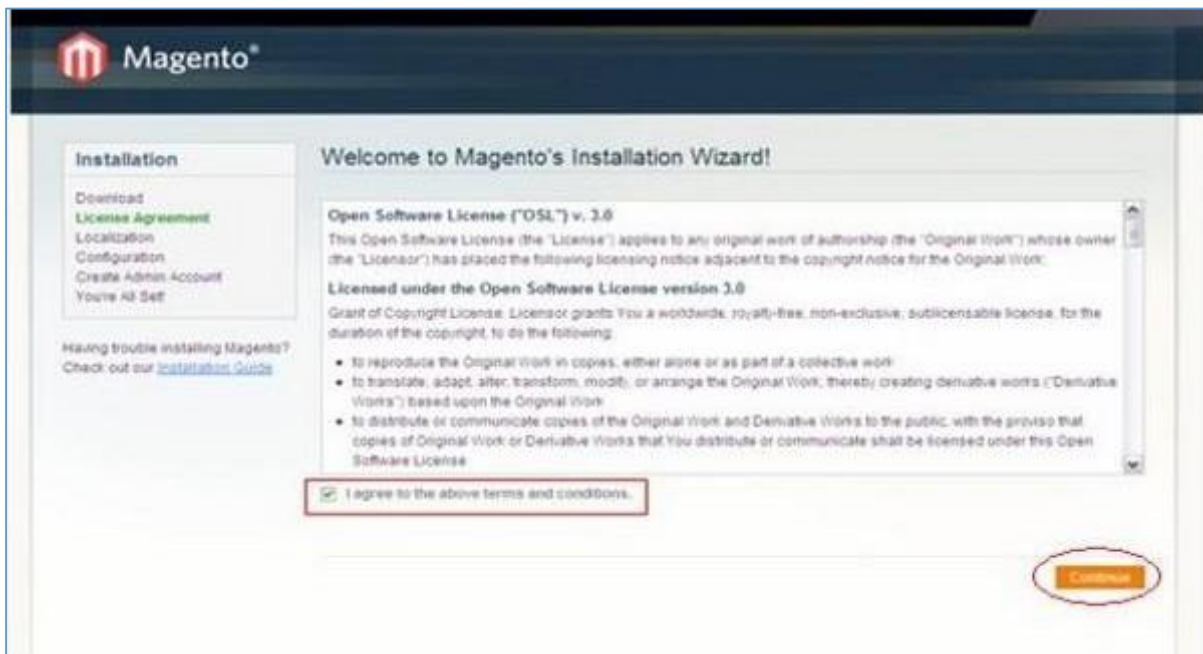 Magento®
Installation
Download
License Agreement
Localization
Configuration
Create Admin Account
You're All Set!
Having trouble installing Magento?
Check out our Installation Guide
Welcome to Magento's Installation Wizard!
Open Software License ("OSL") v. 3.0
This Open Software License (the "License") applies to any original work of authorship (the "Original Work") whose owner
(the "Licensor") has placed the following licensing notice adjacent to the copyright notice for the Original Work:
Licensed under the Open Software License version 3.0
Grant of Copyright License. Licensor grants You a worldwide, royalty-free, non-exclusive, sublicensable license, for the
duration of the copyright, to do the following:
• to reproduce the Original Work in copies, either alone or as part of a collective work
• to translate, adapt, alter, transform, modify, or arrange the Original Work, thereby creating derivative works ("Derivative
Works") based upon the Original Work
• to distribute or communicate copies of the Original Work and Derivative Works to the public, with the proviso that
copies of Original Work or Derivative Works that You distribute or communicate shall be licensed under this Open
Software License
I agree to the above terms and conditions.
Continue